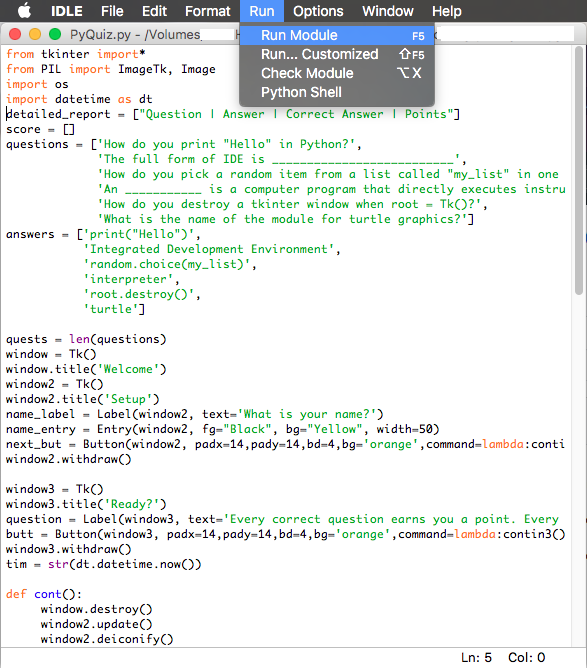 IDLE File Edit Format Run Options Window Help
PyQuiz.py - /Volumes
Run Module F5
Run... Customized ⇧F5
Check Module ⌥X
Python Shell
from tkinter import*
from PIL import ImageTk, Image
import os
import datetime as dt
detailed_report = ["Question | Answer | Correct Answer | Points"]
score = []
questions = ['How do you print "Hello" in Python?',
'The full form of IDE is __________________________',
'How do you pick a random item from a list called "my_list" in one
'An ___________ is a computer program that directly executes instru
'How do you destroy a tkinter window when root = Tk()?',
'What is the name of the module for turtle graphics?']
answers = ['print("Hello")',
'Integrated Development Environment',
'random.choice(my_list)',
'interpreter',
'root.destroy()',
'turtle']
quests = len(questions)
window = Tk()
window.title('Welcome')
window2 = Tk()
window2.title('Setup')
name_label = Label(window2, text='What is your name?')
name_entry = Entry(window2, fg="Black", bg="Yellow", width=50)
next_but = Button(window2, padx=14,pady=14,bd=4,bg='orange',command=lambda:conti
window2.withdraw()
window3 = Tk()
window3.title('Ready?')
question = Label(window3, text='Every correct question earns you a point. Every
butt = Button(window3, padx=14,pady=14,bd=4,bg='orange',command=lambda:contin3()
window3.withdraw()
tim = str(dt.datetime.now())
def cont():
window.destroy()
window2.update()
window2.deiconify()
Ln: 5 Col: 0